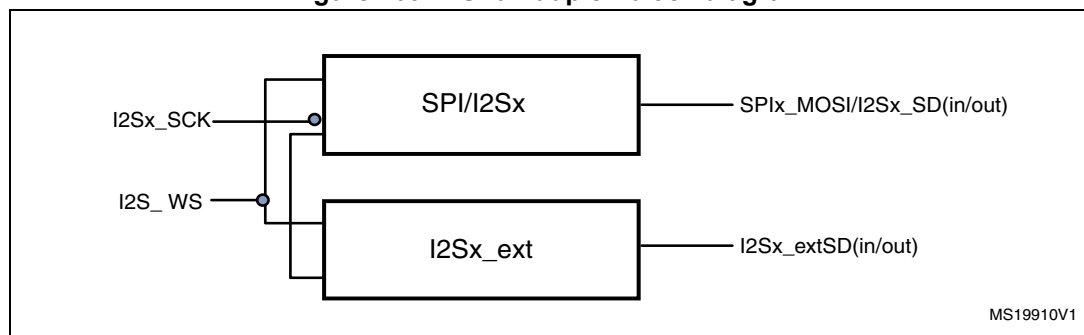 SPI/I2Sx
SPIx_MOSI/I2Sx_SD(in/out)
I2Sx_SCK
I2S_ WS
I2Sx_ext
I2Sx_extSD(in/out)
MS19910V1